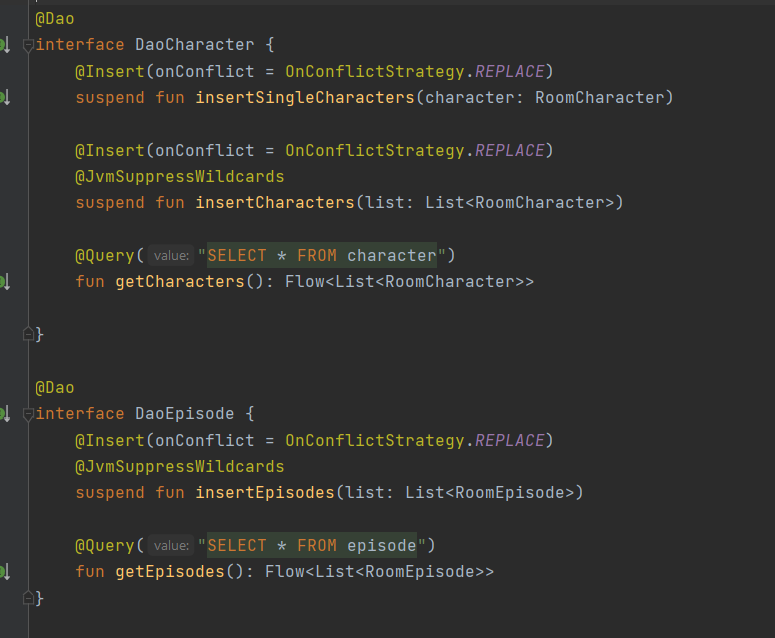 @Dao
interface DaoCharacter {
@Insert(onConflict = OnConflictStrategy.REPLACE)
suspend fun insertSingleCharacters(character: RoomCharacter)
@Insert(onConflict = OnConflictStrategy.REPLACE)
@JvmSuppressWildcards
suspend fun insertCharacters(list: List<RoomCharacter>)
@Query( value: "SELECT * FROM character")
fun getCharacters(): Flow<List<RoomCharacter>>
}
@Dao
interface DaoEpisode {
@Insert(onConflict = OnConflictStrategy.REPLACE)
@JvmSuppressWildcards
suspend fun insertEpisodes(list: List<RoomEpisode>)
@Query( value: "SELECT * FROM episode")
fun getEpisodes(): Flow<List<RoomEpisode>>
}